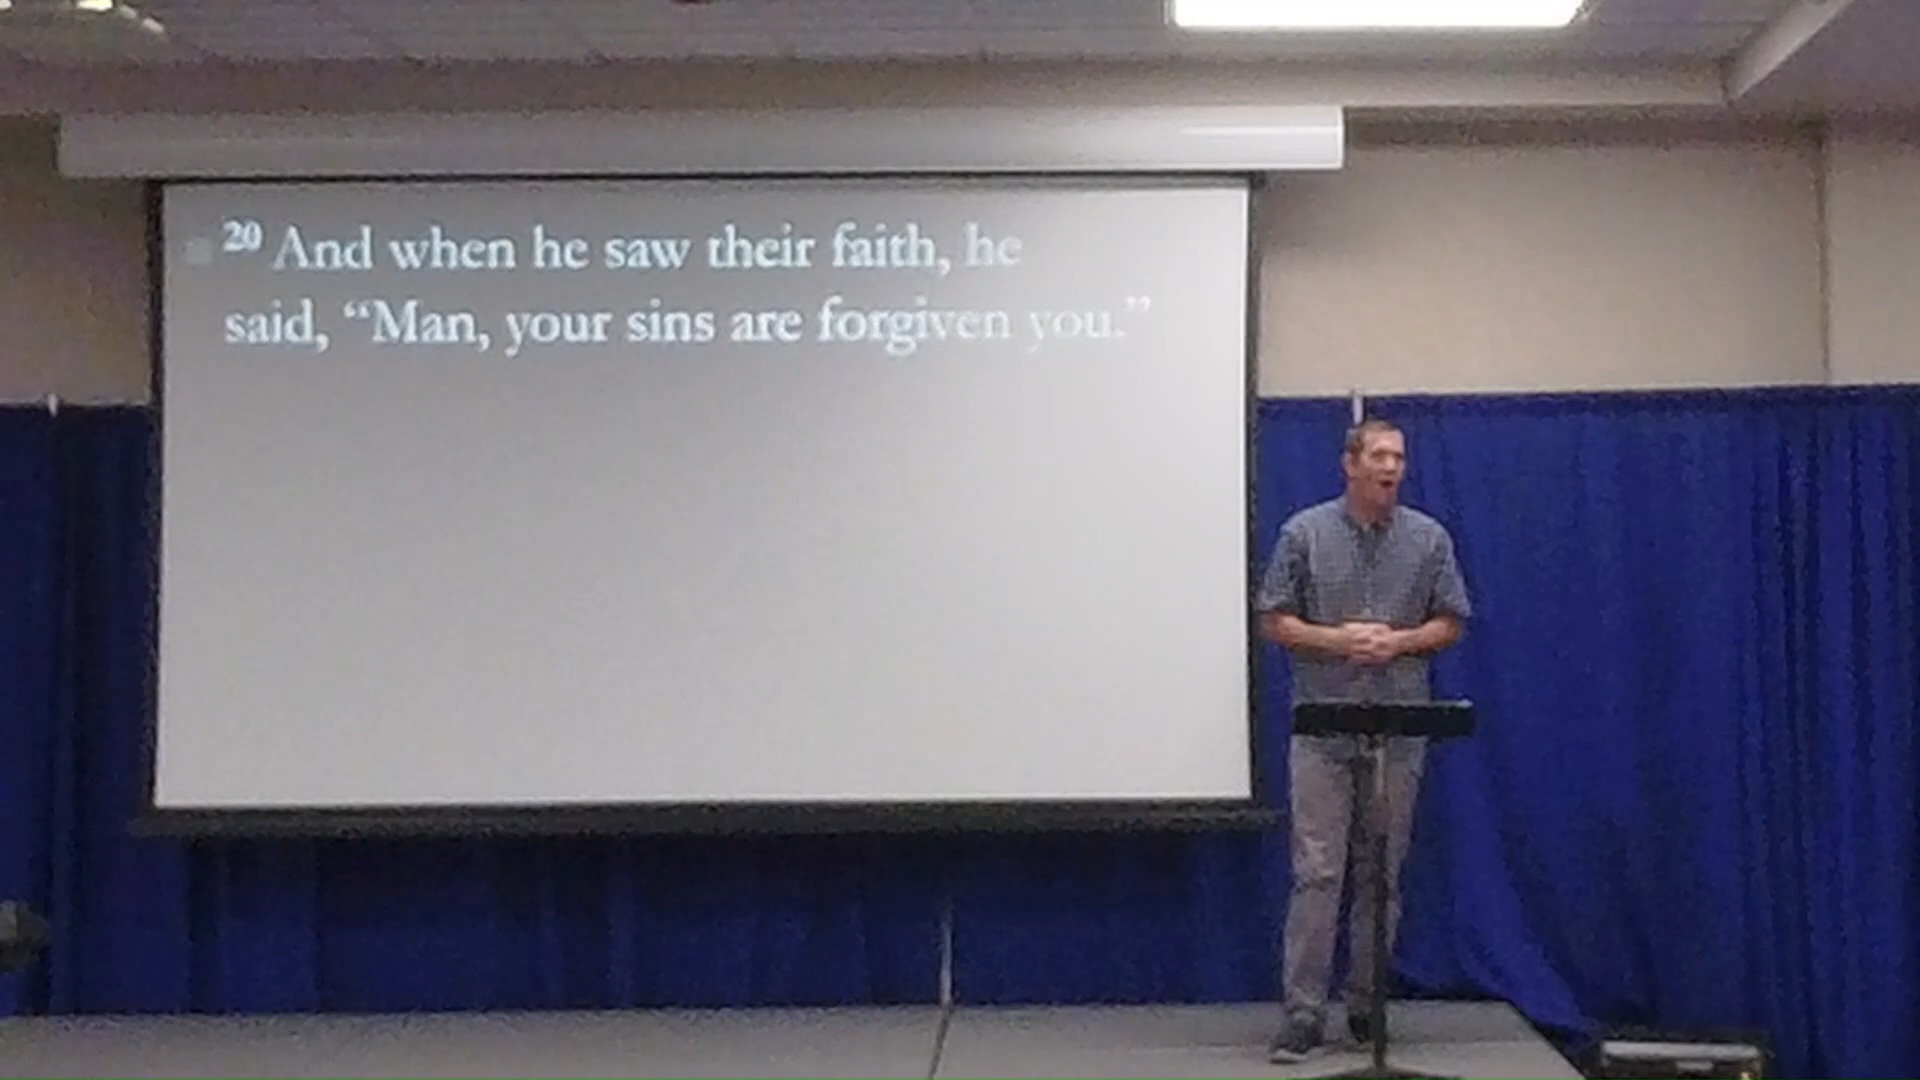 20 And when he saw their faith, he
said, “Man, your sins are forgiven you.”